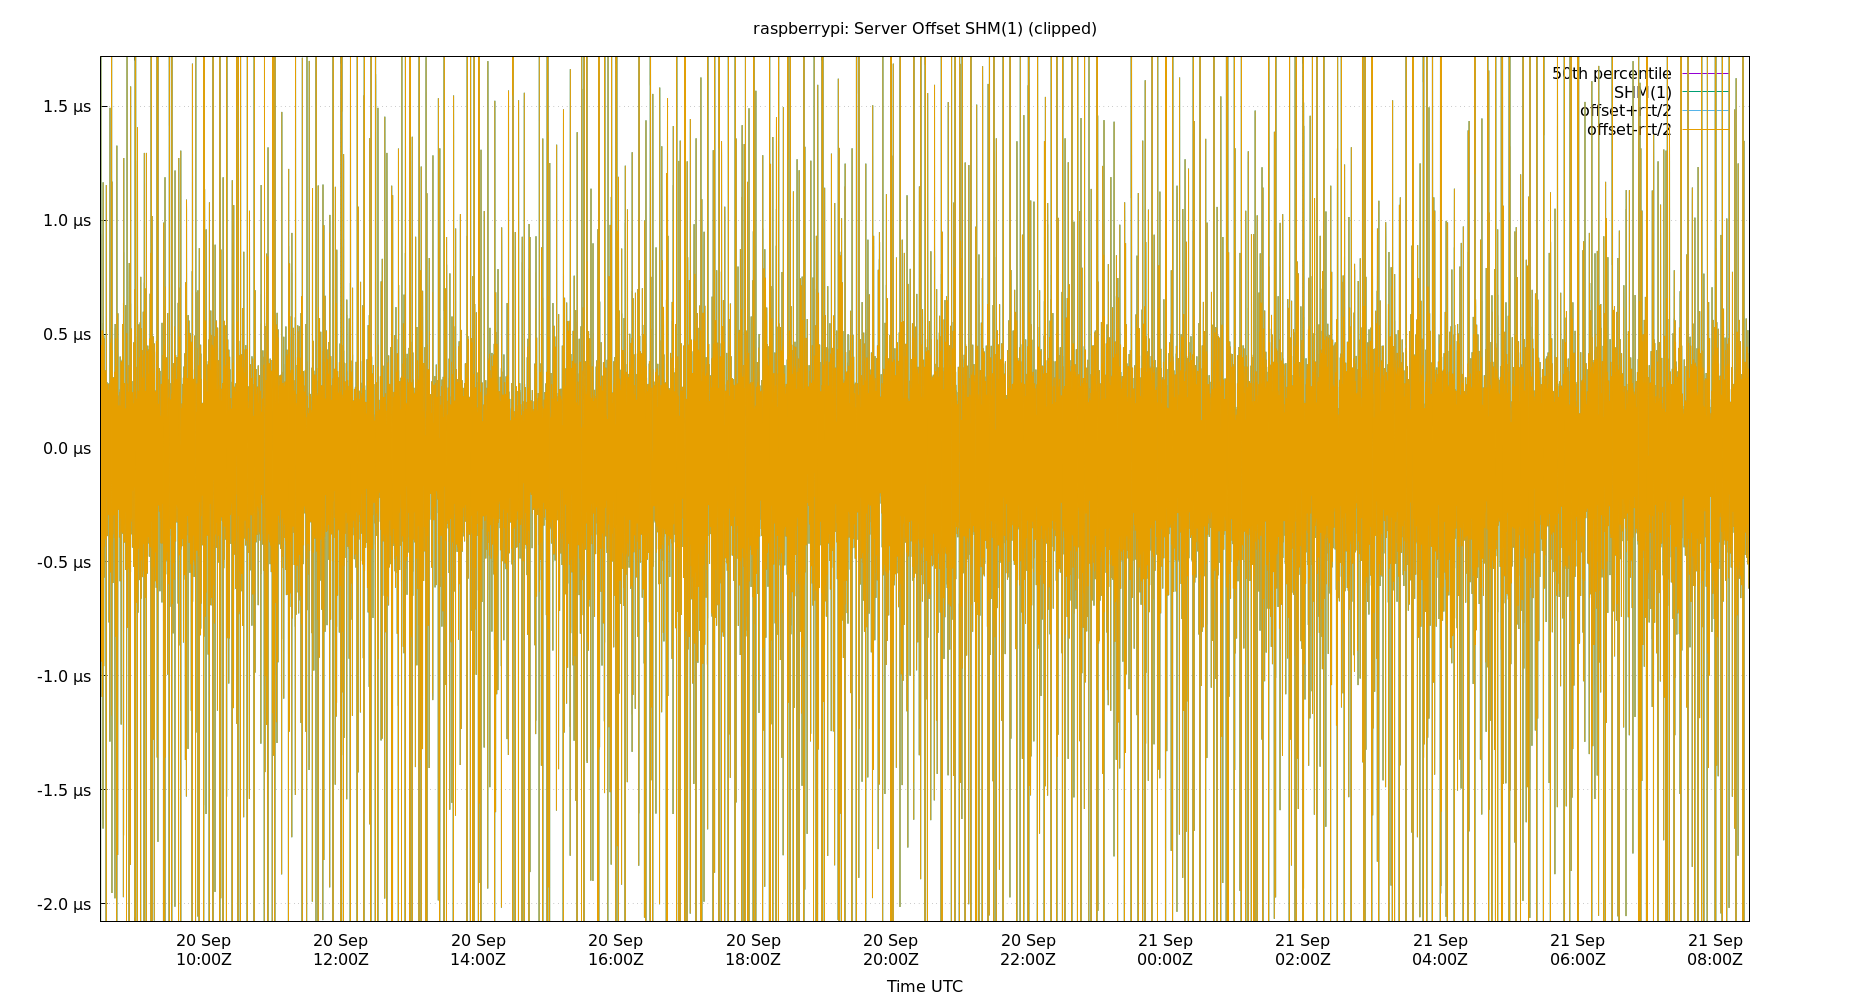 raspberrypi: Server Offset SHM(1) (clipped)
50th percentile
SHM(1)
offset+rtt/2
offset-rtt/2
1.5 µs
1.0 µs
0.5 µs
0.0 µs
-0.5 µs
-1.0 µs
-1.5 µs
-2.0 µs
20 Sep 20 Sep 20 Sep 20 Sep 20 Sep 20 Sep 20 Sep 21 Sep 21 Sep 21 Sep 21 Sep 21 Sep
10:00Z 12:00Z 14:00Z 16:00Z 18:00Z 20:00Z 22:00Z 00:00Z 02:00Z 04:00Z 06:00Z 08:00Z
Time UTC